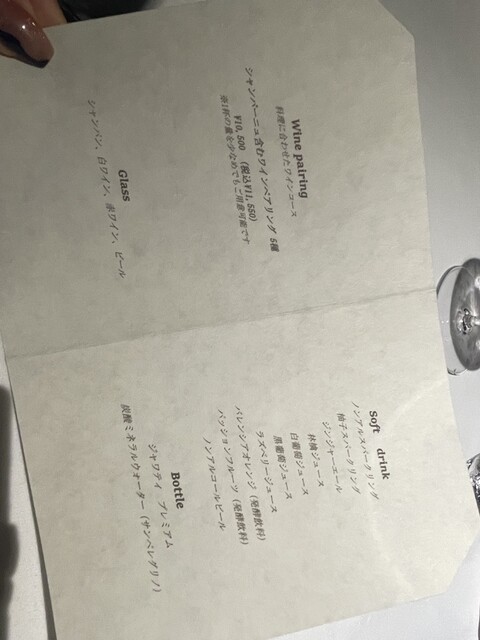 Wine pairing
料理に合わせたワインコース
シャンパーニュ含むワインペアリング 5種
¥10,500 (税込¥11,550)
※1杯の量を少なめでもご用意可能です
Glass
シャンパン、白ワイン、赤ワイン、ビール
Soft drink
ノンアルスパークリング
柚子スパークリング
ジンジャーエール
林檎ジュース
白葡萄ジュース
黒葡萄ジュース
ラズベリージュース
バレンシアオレンジ (発酵飲料)
パッションフルーツ (発酵飲料)
ノンアルコールビール
Bottle
シャワティ プレミアム
炭酸ミネラルウォーター (サンペレグリノ)